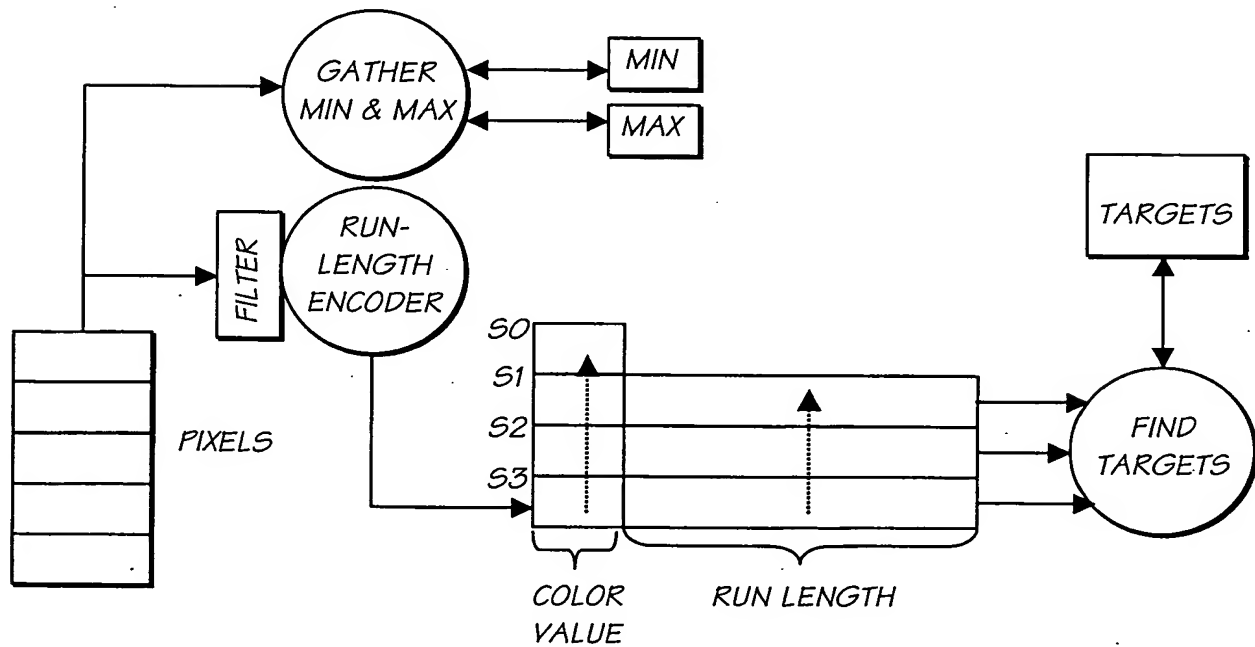 GATHER
MIN & MAX
MIN
MAX
TARGETS
FILTER
RUN-
LENGTH
ENCODER
S0
S1
S2
S3
PIXELS
FIND
TARGETS
COLOR
VALUE
RUN LENGTH